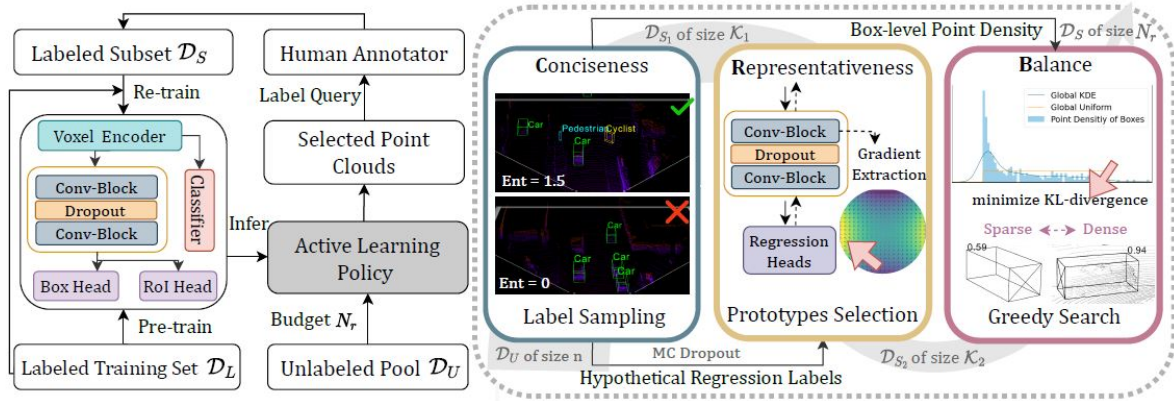 Labeled Subset 𝒟_S
Re-train
Voxel Encoder
Conv-Block
Dropout
Conv-Block
Classifier
Box Head
RoI Head
Pre-train
Labeled Training Set 𝒟_L
Infer
Human Annotator
Label Query
Selected Point
Clouds
Active Learning
Policy
Budget N_r
Unlabeled Pool 𝒟_U
𝒟_{S_1} of size 𝒦_1
Box-level Point Density
𝒟_S of size N_r
Conciseness
Car
Pedestrian
Cyclist
Car
Ent = 1.5
Car
Car
Car
Car
Ent = 0
Label Sampling
𝒟_U of size n
MC Dropout
Hypothetical Regression Labels
Representativeness
Conv-Block
Dropout
Conv-Block
Gradient
Extraction
Regression
Heads
Prototypes Selection
𝒟_{S_2} of size 𝒦_2
Balance
Global KDE
Global Uniform
Point Densitiy of Boxes
minimize KL-divergence
Sparse
Dense
0.59
0.94
Greedy Search